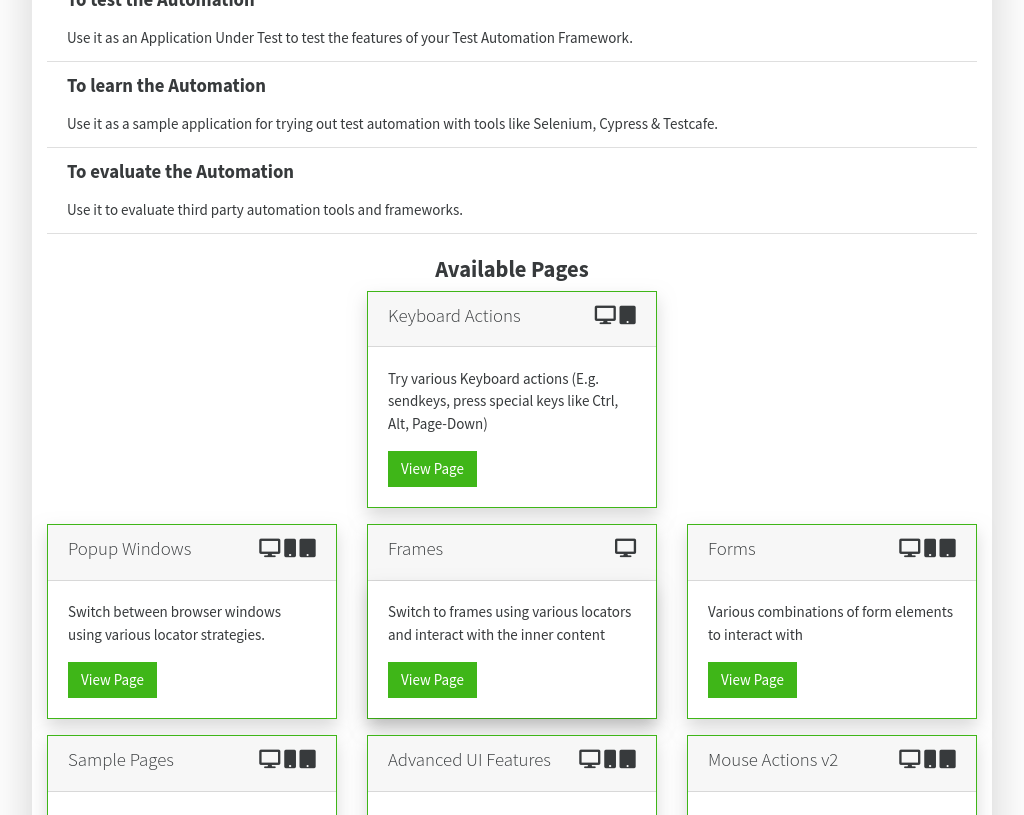 To test the Automation
Use it as an Application Under Test to test the features of your Test Automation Framework.
To learn the Automation
Use it as a sample application for trying out test automation with tools like Selenium, Cypress & Testcafe.
To evaluate the Automation
Use it to evaluate third party automation tools and frameworks.
Available Pages
Keyboard Actions
Try various Keyboard actions (E.g.
sendkeys, press special keys like Ctrl,
Alt, Page-Down)
View Page
Popup Windows
Switch between browser windows
using various locator strategies.
View Page
Frames
Switch to frames using various locators
and interact with the inner content
View Page
Forms
Various combinations of form elements
to interact with
View Page
Sample Pages
Advanced UI Features
Mouse Actions v2